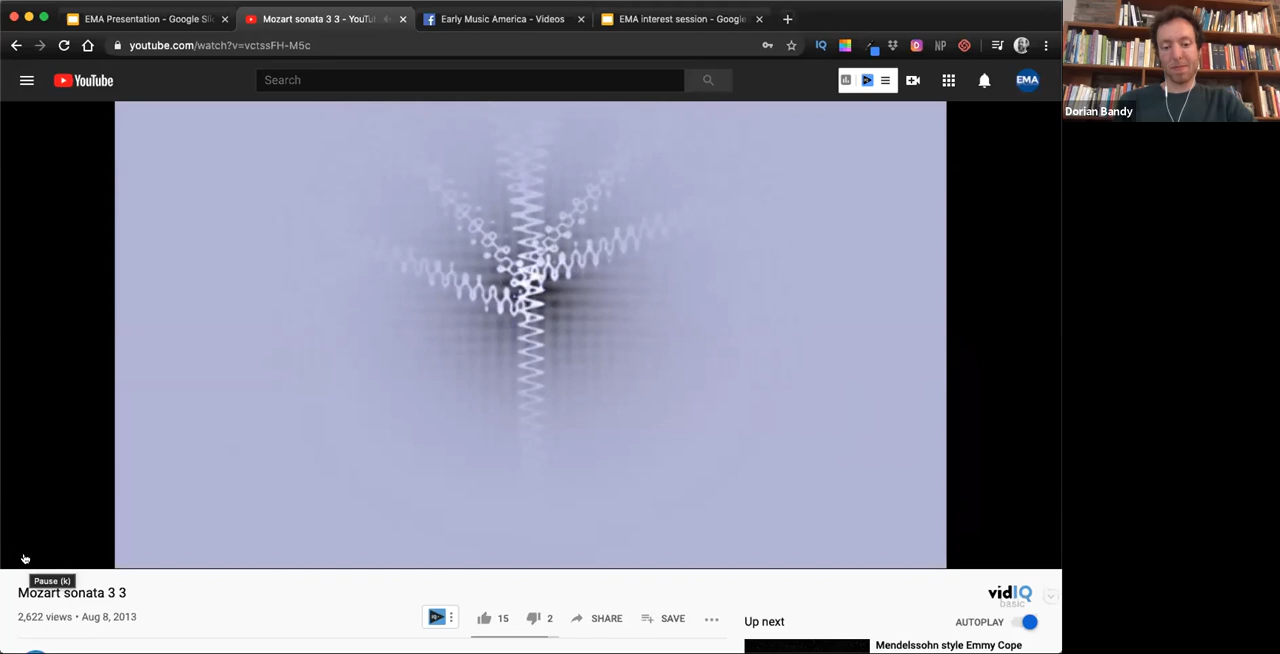 EMA Presentation - Google Sli
Mozart sonata 3 3 - YouTu
Early Music America - Videos
EMA interest session - Google
youtube.com/watch?v=vctssFH-M5c
IQ
NP
YouTube
Search
EMA
Dorian Bandy
Pause (k)
Mozart sonata 3 3
2,622 views • Aug 8, 2013
15
2
SHARE
SAVE
vidIQ
basic
Up next
AUTOPLAY
Mendelssohn style Emmy Cope